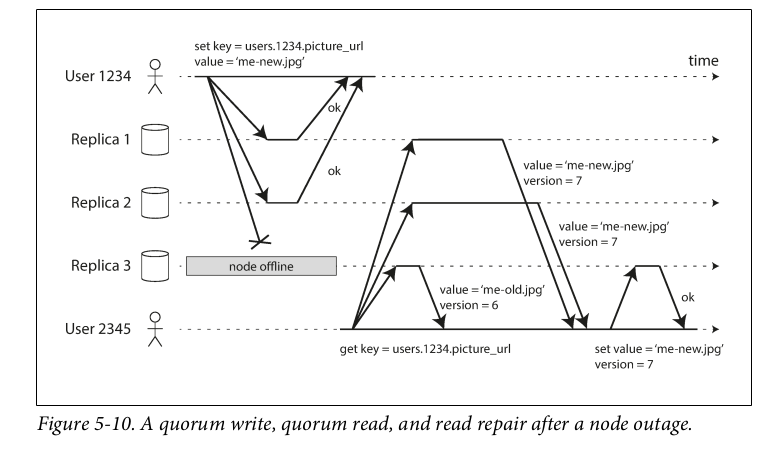 set key = users.1234.picture_url
value = 'me-new.jpg'
time
User 1234
ok
Replica 1
value = 'me-new.jpg'
version = 7
ok
Replica 2
value = 'me-new.jpg'
version = 7
Replica 3
node offline
value = 'me-old.jpg'
version = 6
ok
User 2345
get key = users.1234.picture_url
set value = 'me-new.jpg'
version = 7
Figure 5-10. A quorum write, quorum read, and read repair after a node outage.